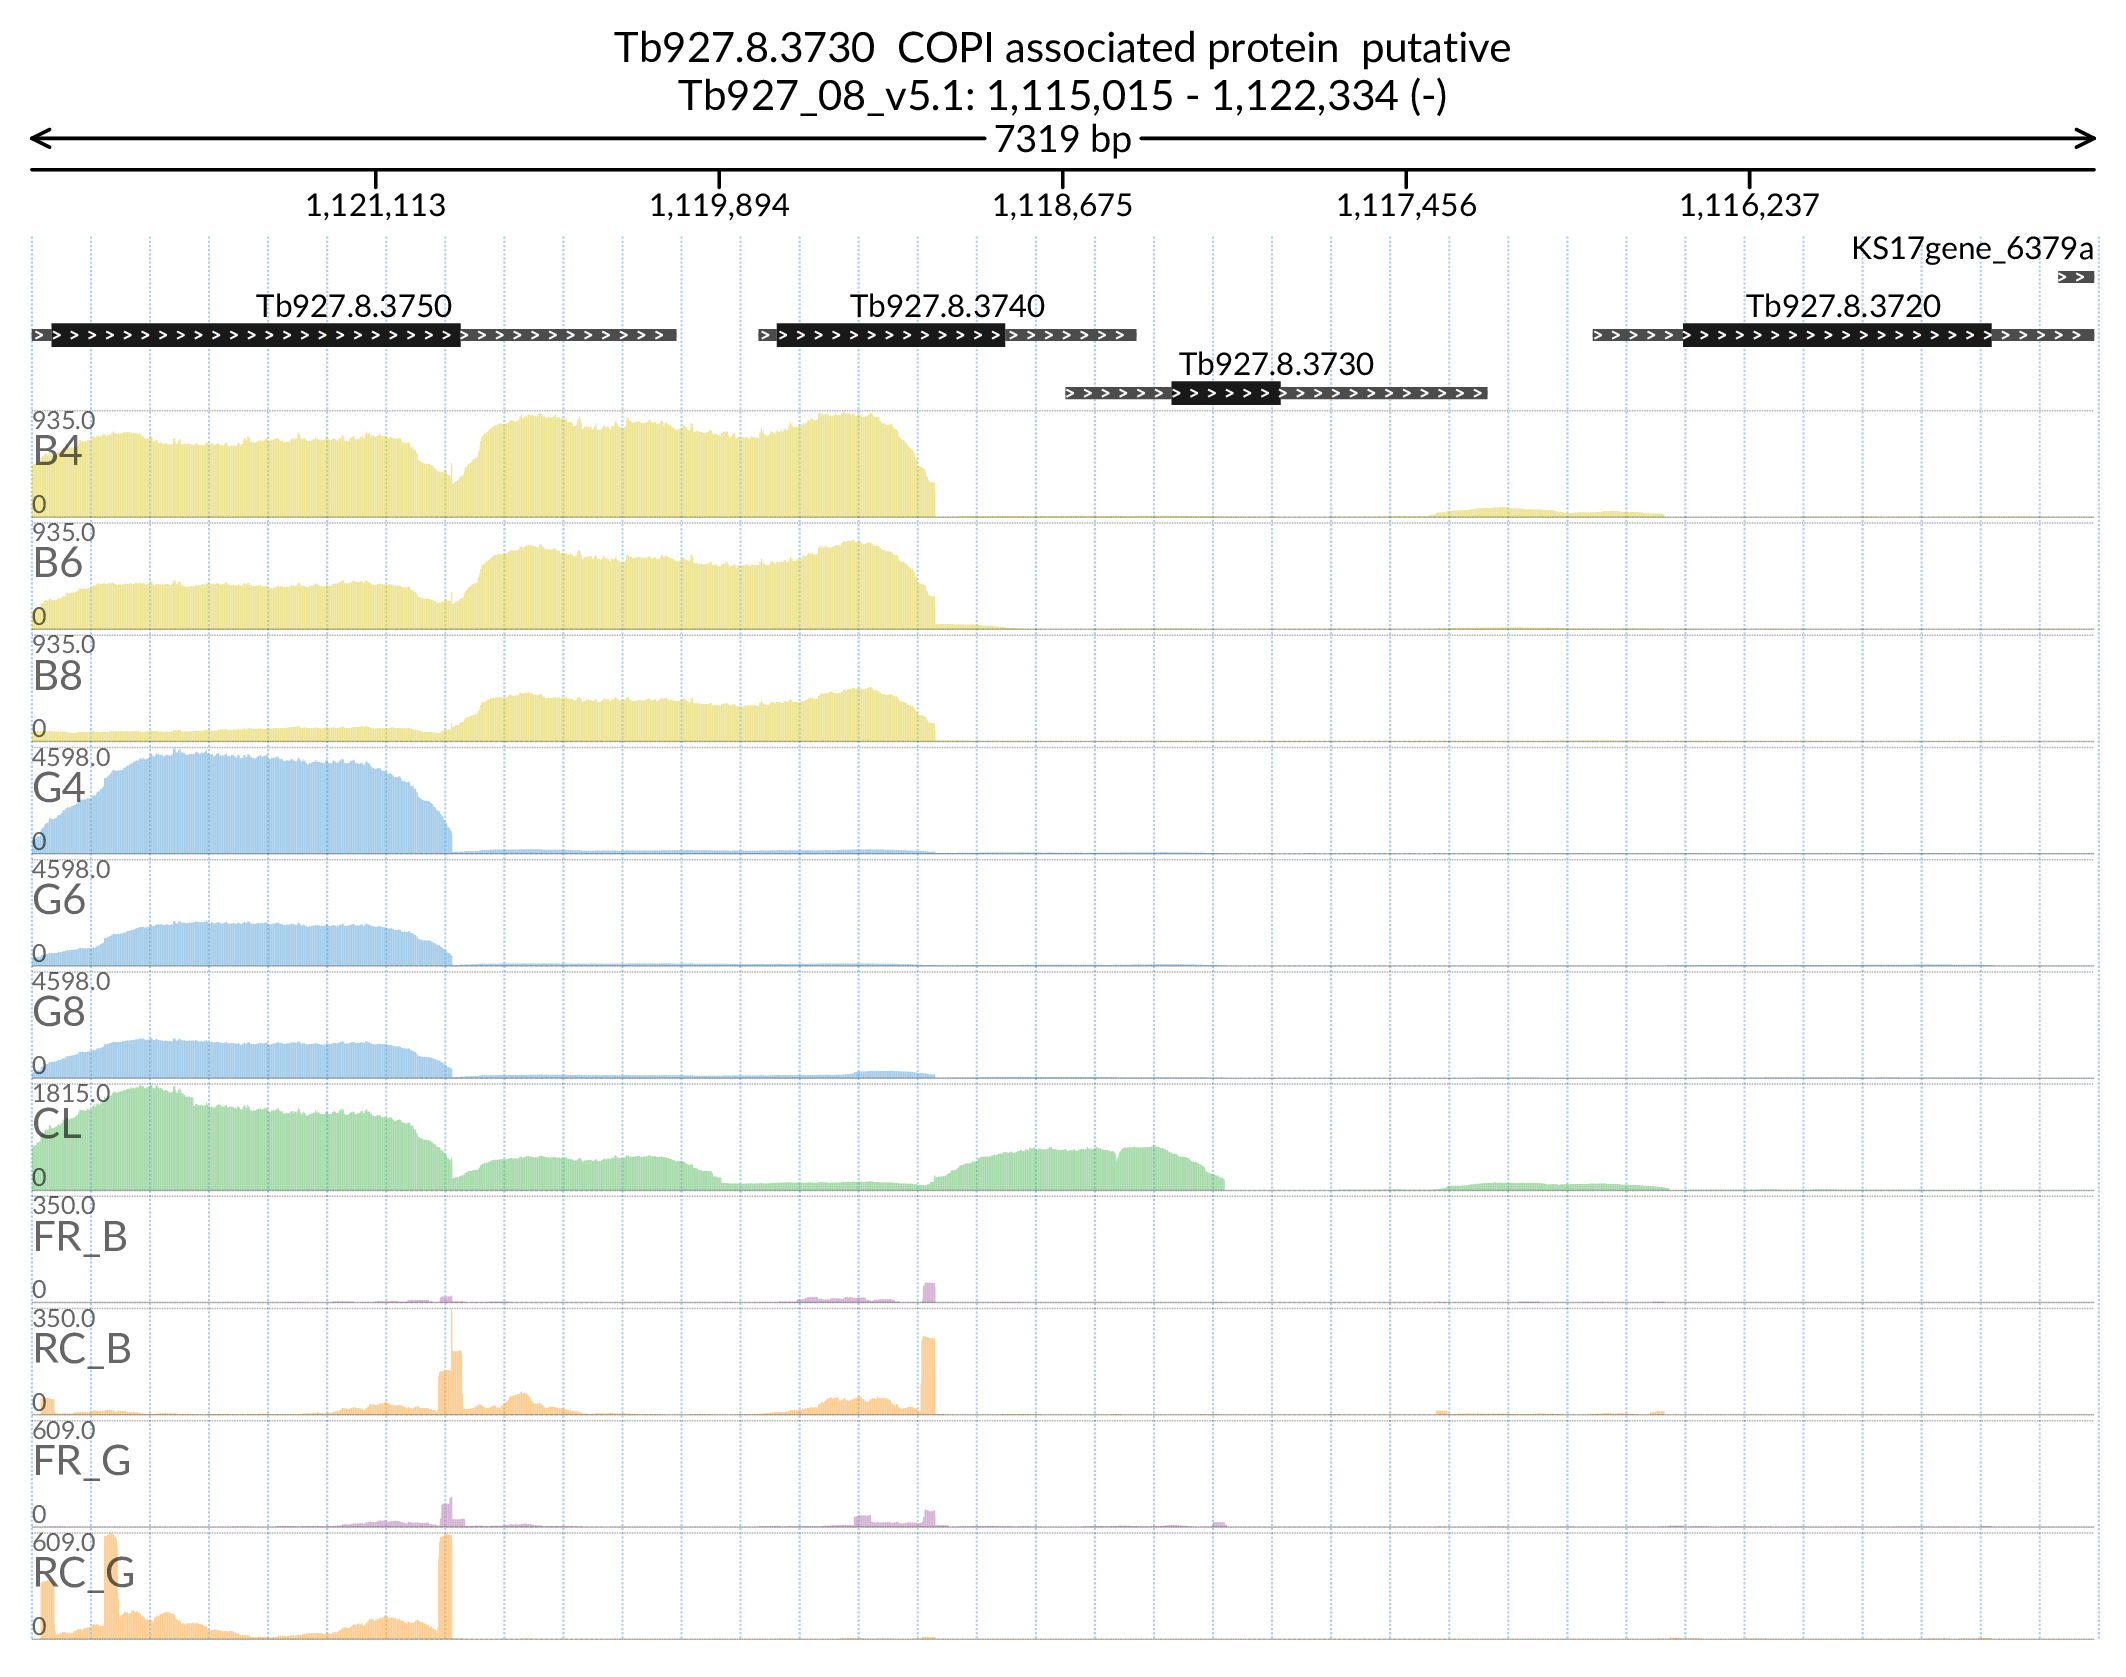 Tb927.8.3730  COPI associated protein  putative
Tb927_08_v5.1: 1,115,015 - 1,122,334 (-)
7319 bp
1,121,113 1,119,894 1,118,675 1,117,456 1,116,237
KS17gene_6379a
Tb927.8.3750 Tb927.8.3740 Tb927.8.3720
Tb927.8.3730
935.0
B4
0
935.0
B6
0
935.0
B8
0
4598.0
G4
0
4598.0
G6
0
4598.0
G8
0
1815.0
CL
0
350.0
FR_B
0
350.0
RC_B
0
609.0
FR_G
0
609.0
RC_G
0